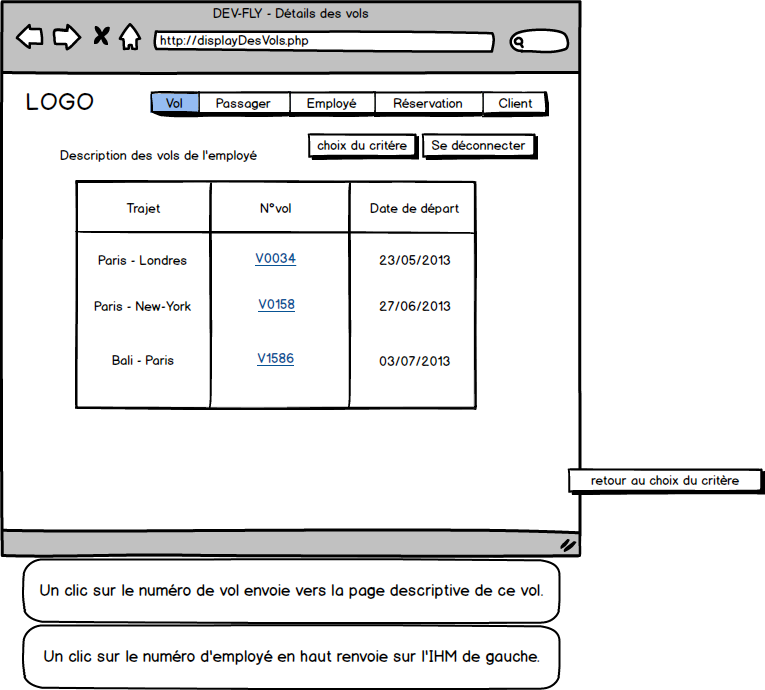 DEV-FLY - Détails des vols
http://displayDesVols.php
LOGO
Vol Passager Employé Réservation Client
choix du critére Se déconnecter
Description des vols de l'employé
Trajet N°vol Date de départ
Paris - Londres V0034 23/05/2013
Paris - New-York V0158 27/06/2013
Bali - Paris V1586 03/07/2013
retour au choix du critère
Un clic sur le numéro de vol envoie vers la page descriptive de ce vol.
Un clic sur le numéro d'employé en haut renvoie sur l'IHM de gauche.